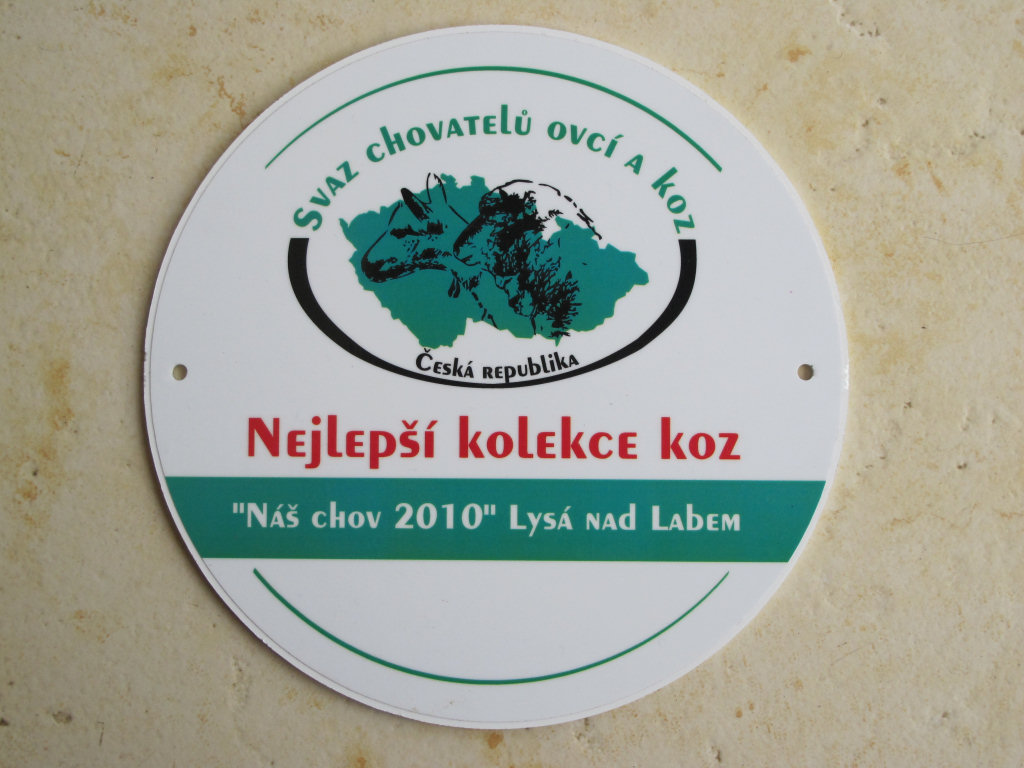 Svaz chovatelů ovcí a koz
Česká republika
Nejlepší kolekce koz
"Náš chov 2010" Lysá nad Labem